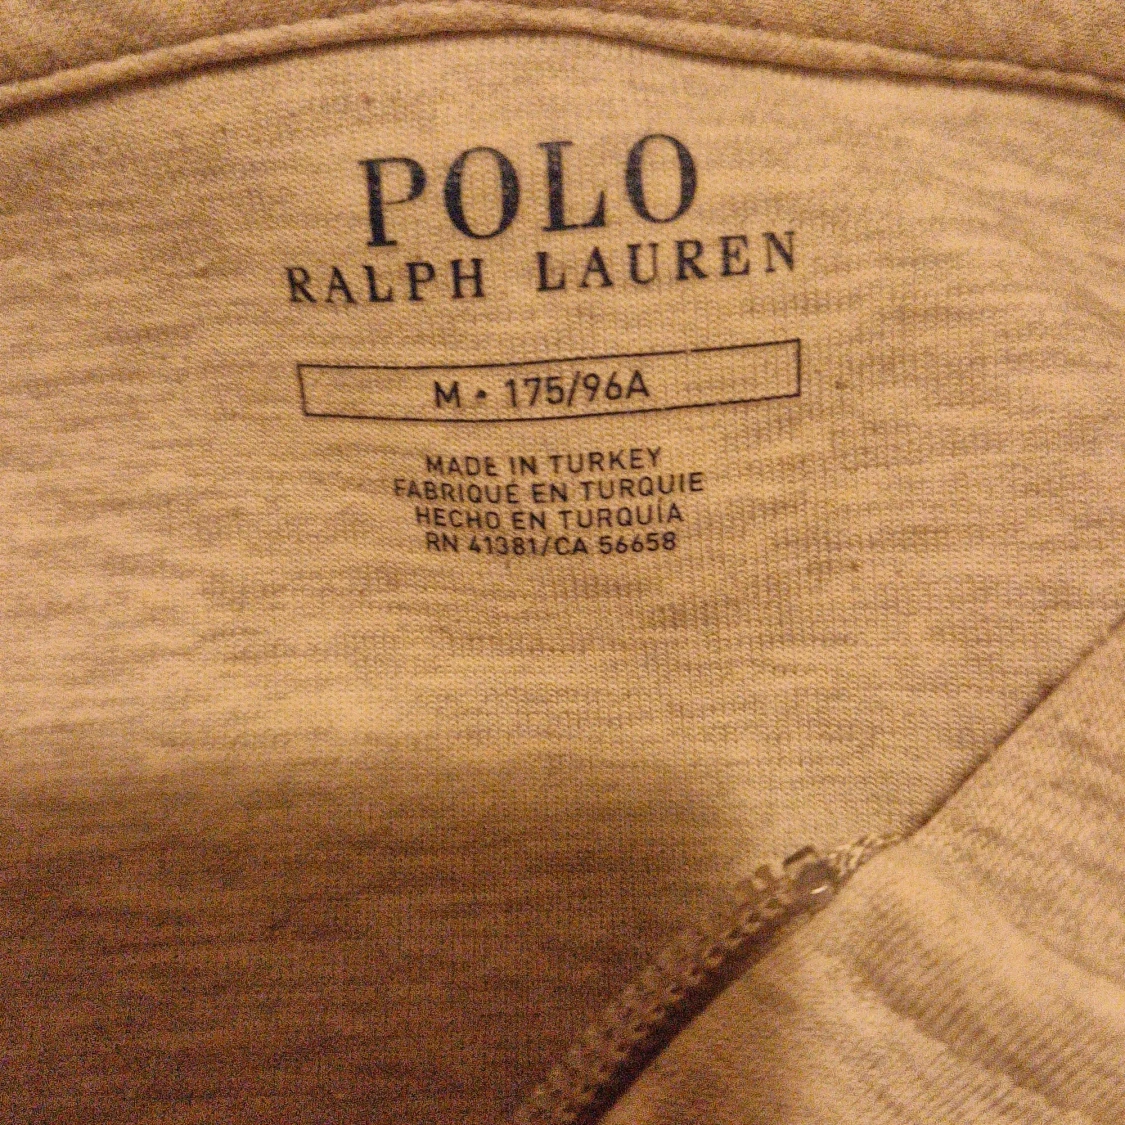 POLO
RALPH LAUREN
M • 175/96A
MADE IN TURKEY
FABRIQUÉ EN TURQUIE
HECHO EN TURQUÍA
RN 41381/CA 56658